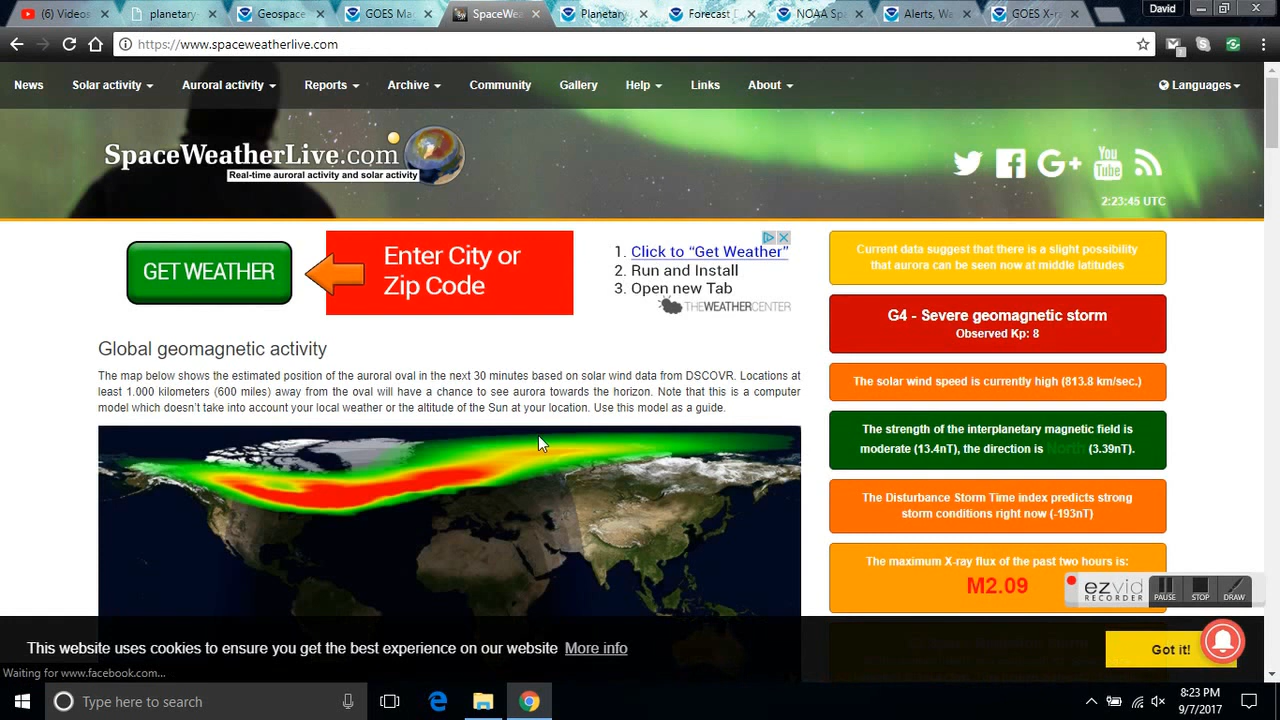 (6) Videos
planetary
Geospace
GOES Mag
SpaceWea
Planetary
Forecast D
NOAA Spa
Alerts, Wa
GOES X-ra
David
https://www.spaceweatherlive.com
News
Solar activity
Auroral activity
Reports
Archive
Community
Gallery
Help
Links
About
Languages
SpaceWeatherLive.com
Real-time auroral activity and solar activity
You
Tube
2:23:45 UTC
GET WEATHER
Enter City or
Zip Code
1. Click to “Get Weather”
2. Run and Install
3. Open new Tab
THEWEATHERCENTER
Current data suggest that there is a slight possibility
that aurora can be seen now at middle latitudes
G4 - Severe geomagnetic storm
Observed Kp: 8
Global geomagnetic activity
The map below shows the estimated position of the auroral oval in the next 30 minutes based on solar wind data from DSCOVR. Locations at
least 1.000 kilometers (600 miles) away from the oval will have a chance to see aurora towards the horizon. Note that this is a computer
model which doesn't take into account your local weather or the altitude of the Sun at your location. Use this model as a guide.
The solar wind speed is currently high (813.8 km/sec.)
The strength of the interplanetary magnetic field is
moderate (13.4nT), the direction is North (3.39nT).
The Disturbance Storm Time index predicts strong
storm conditions right now (-193nT)
The maximum X-ray flux of the past two hours is:
M2.09
ezvid
RECORDER
PAUSE
STOP
DRAW
This website uses cookies to ensure you get the best experience on our website More info
Got it!
Waiting for www.facebook.com...
Type here to search
8:23 PM
9/7/2017